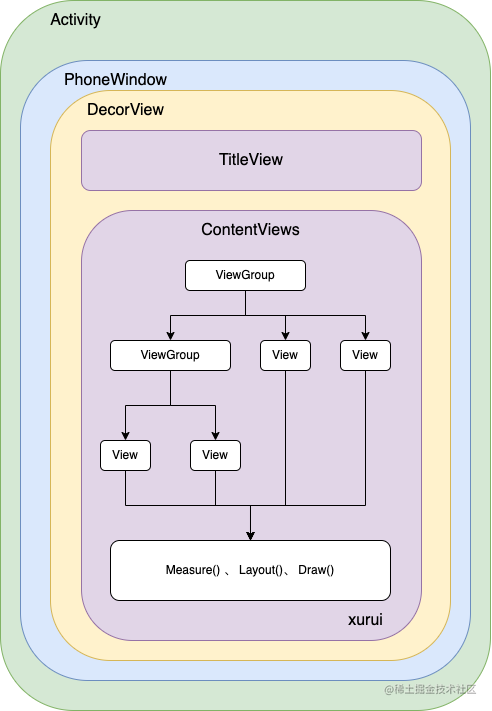 Activity
PhoneWindow
DecorView
TitleView
ContentViews
ViewGroup
ViewGroup
View
View
View
View
Measure() 、 Layout()、 Draw()
xurui
@稀土掘金技术社区